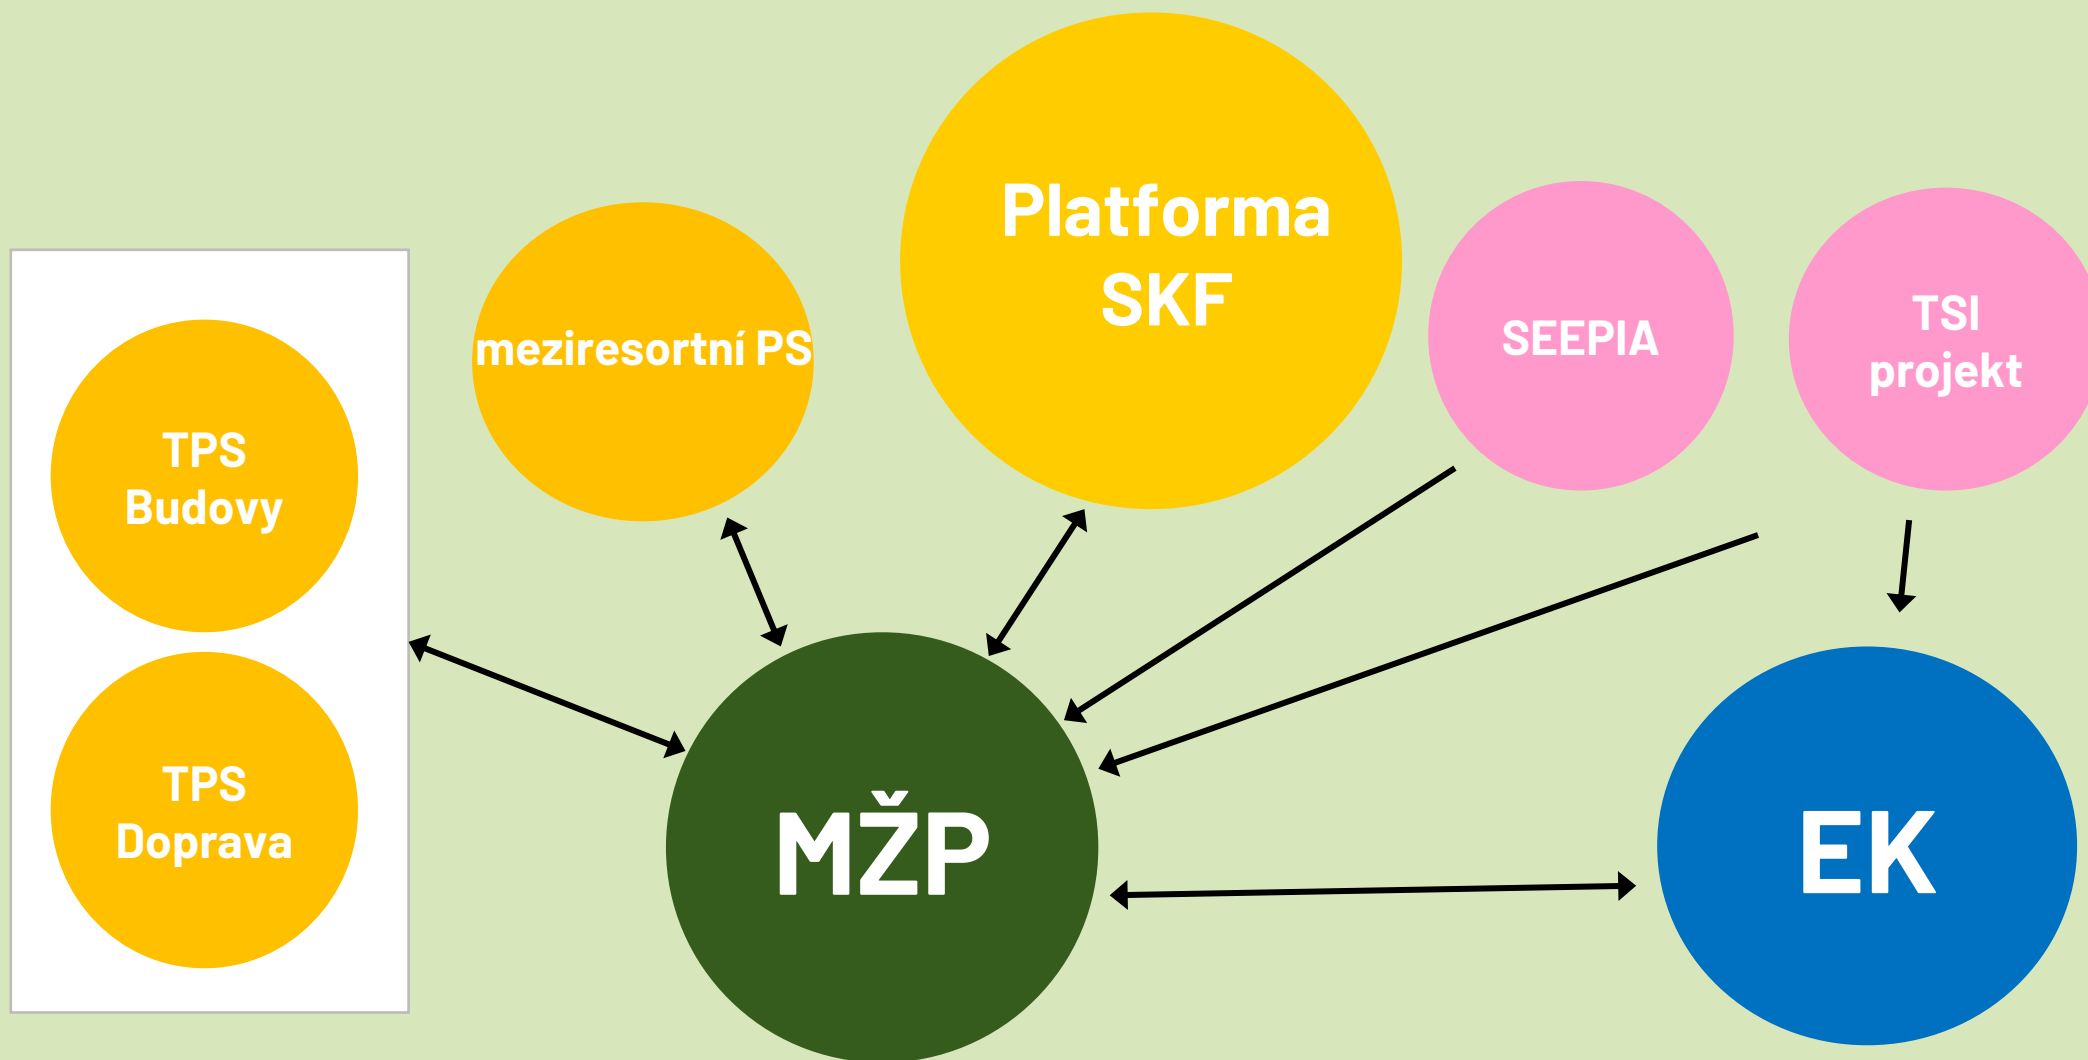 Platforma
SKF
meziresortní PS
SEEPIA
TSI
projekt
TPS
Budovy
TPS
Doprava
MŽP
EK